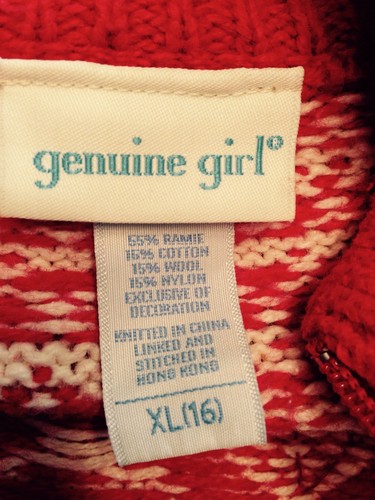 genuine girl®
55% RAMIE
15% COTTON
15% WOOL
15% NYLON
EXCLUSIVE OF
DECORATION
KNITTED IN CHINA
LINKED AND
STITCHED IN
HONG KONG
XL(16)